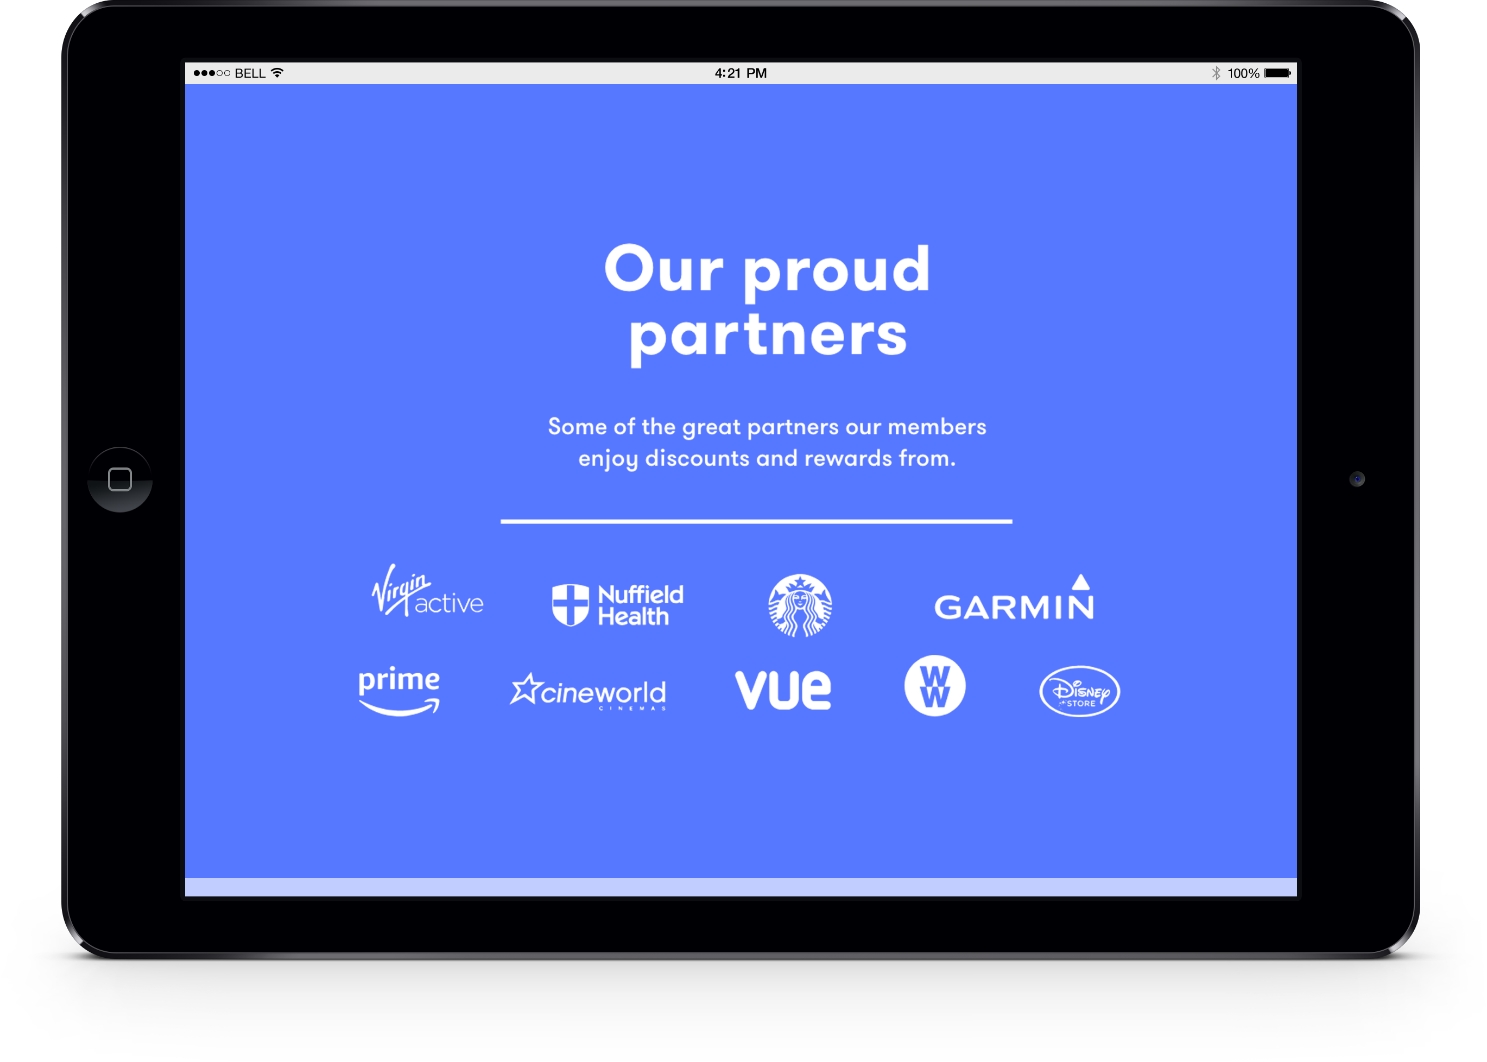 BELL
4:21 PM
100%
Our proud
partners
Some of the great partners our members
enjoy discounts and rewards from.
Virgin active
Nuffield
Health
GARMIN
prime
cineworld
CINEMAS
vue
W
W
Disney
STORE